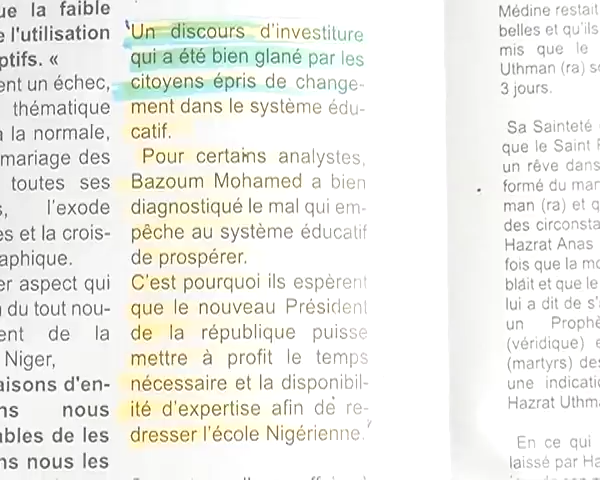 ue la faible
e l'utilisation
ptifs. «
ent un échec,
thématique
a la normale,
mariage des
toutes ses
s, l'exode
es et la crois-
aphique.
er aspect qui
du tout nou-
ent de la
Niger,
aisons d'en-
ns nous
ables de les
ns nous les
Un discours d'investiture
qui a été bien glané par les
citoyens épris de change-
ment dans le système édu-
catif.
Pour certains analystes,
Bazoum Mohamed a bien
diagnostiqué le mal qui em-
pêche au système éducatif
de prospérer.
C'est pourquoi ils espèrent
que le nouveau Président
de la république puisse
mettre à profit le temps
nécessaire et la disponibil-
ité d'expertise afin de re-
dresser l'école Nigérienne.
Médine restait
belles et qu'ils
mis que le
Uthman (ra) s
3 jours.
Sa Sainteté
que le Saint
un rêve dans
formé du mar
man (ra) et q
des circonsta
Hazrat Anas
fois que la mo
blâit et que le
lui a dit de s'
un Prophè
(véridique) e
(martyrs) des
une indicati
Hazrat Uthma
En ce qui
laissé par Ha